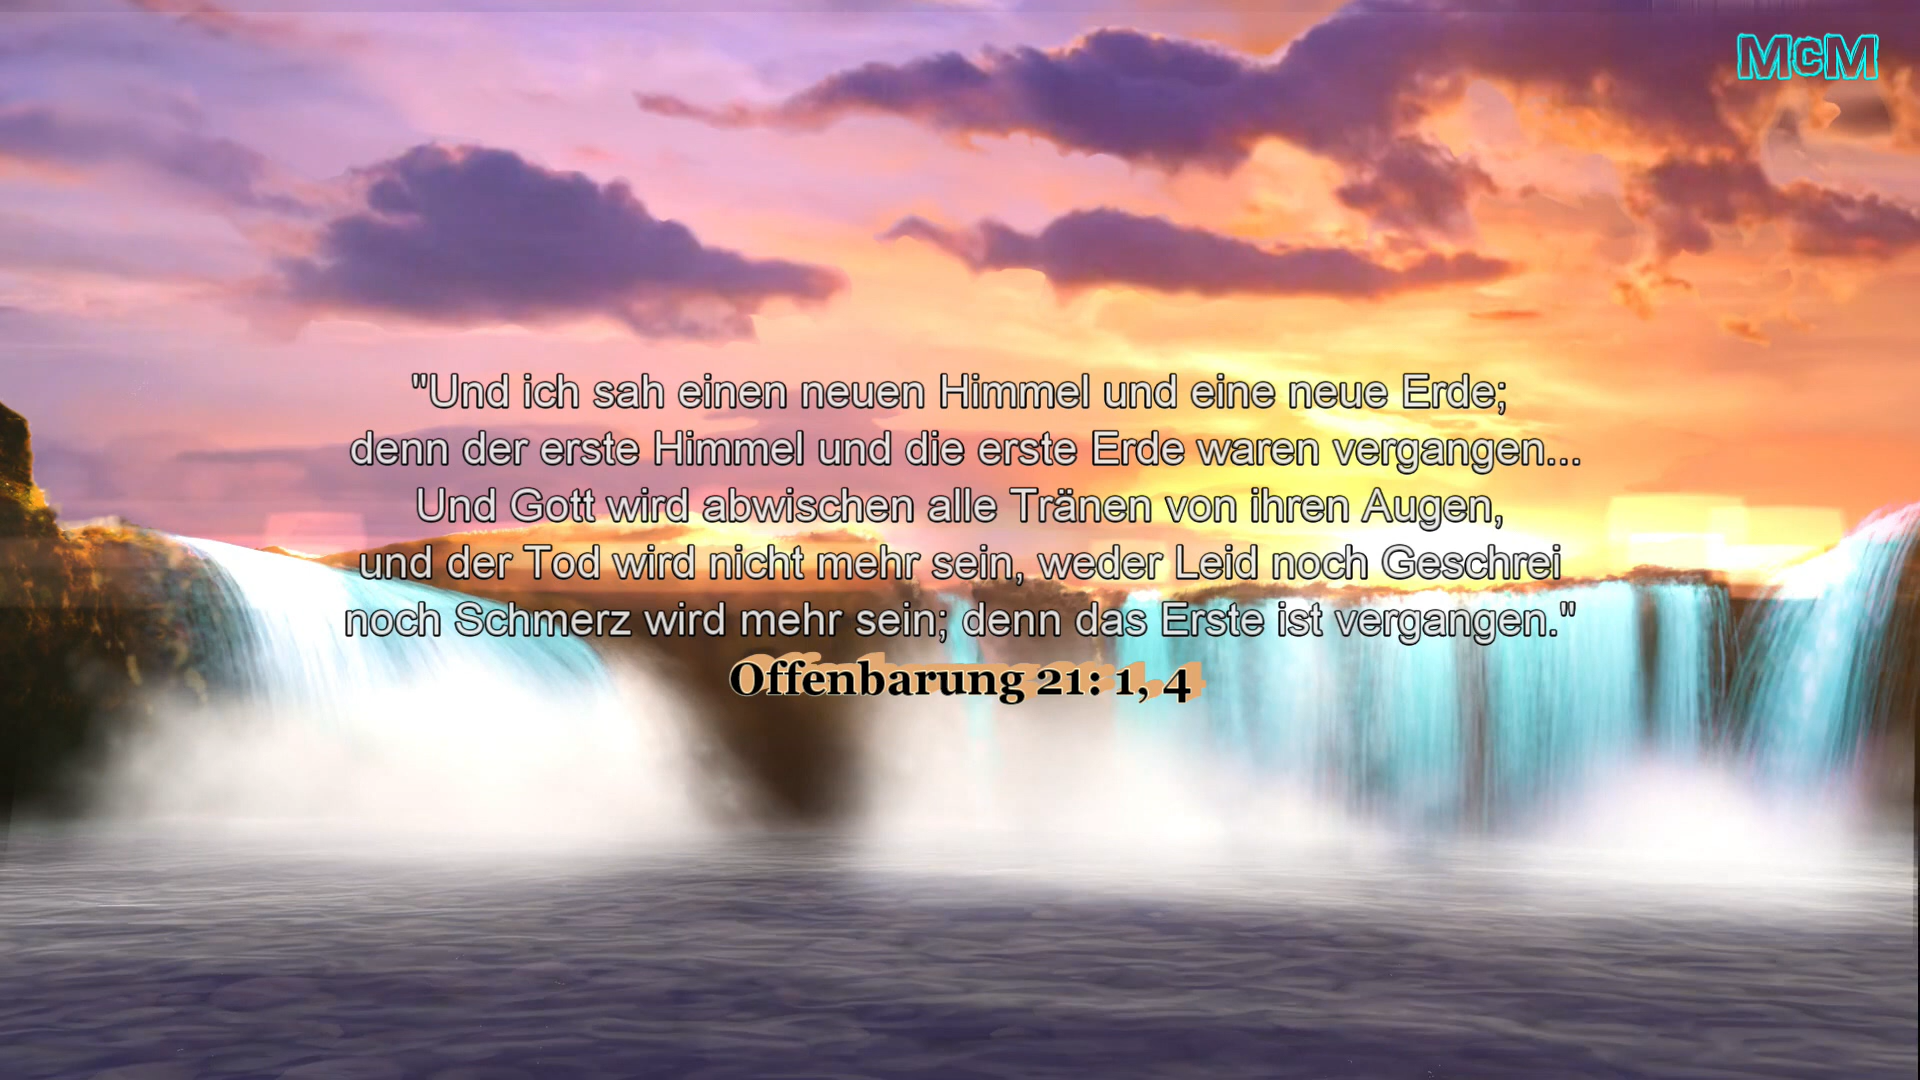 McM
"Und ich sah einen neuen Himmel und eine neue Erde;
denn der erste Himmel und die erste Erde waren vergangen...
Und Gott wird abwischen alle Tränen von ihren Augen,
und der Tod wird nicht mehr sein, weder Leid noch Geschrei
noch Schmerz wird mehr sein; denn das Erste ist vergangen."
Offenbarung 21: 1, 4